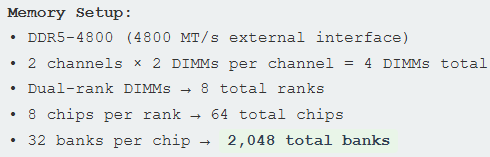 Memory Setup:
• DDR5-4800 (4800 MT/s external interface)
• 2 channels × 2 DIMMs per channel = 4 DIMMs total
• Dual-rank DIMMs → 8 total ranks
• 8 chips per rank → 64 total chips
• 32 banks per chip → 2,048 total banks